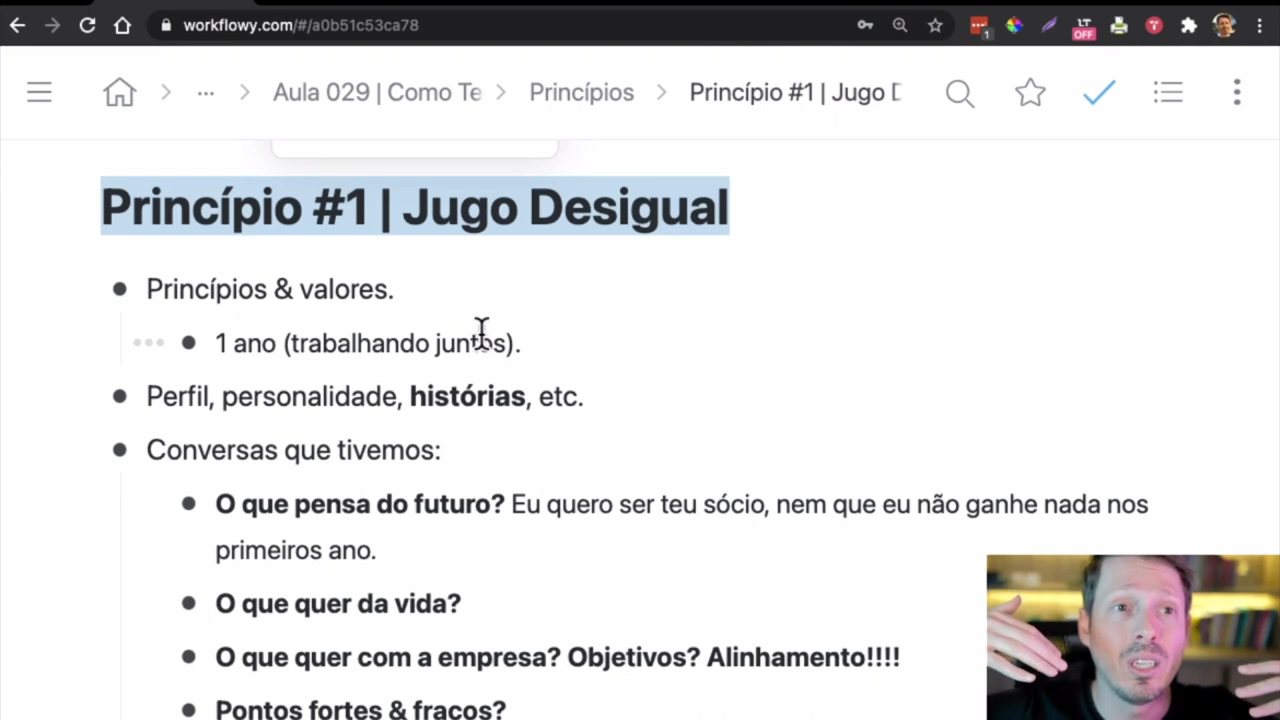 workflowy.com/#/a0b51c53ca78
1
LT
OFF
T
... Aula 029 | Como Te Princípios Princípio #1 | Jugo D
Princípio #1 | Jugo Desigual
Princípios & valores.
1 ano (trabalhando juntos).
Perfil, personalidade, histórias, etc.
Conversas que tivemos:
O que pensa do futuro? Eu quero ser teu sócio, nem que eu não ganhe nada nos
primeiros ano.
O que quer da vida?
O que quer com a empresa? Objetivos? Alinhamento!!!!
Pontos fortes & fracos?